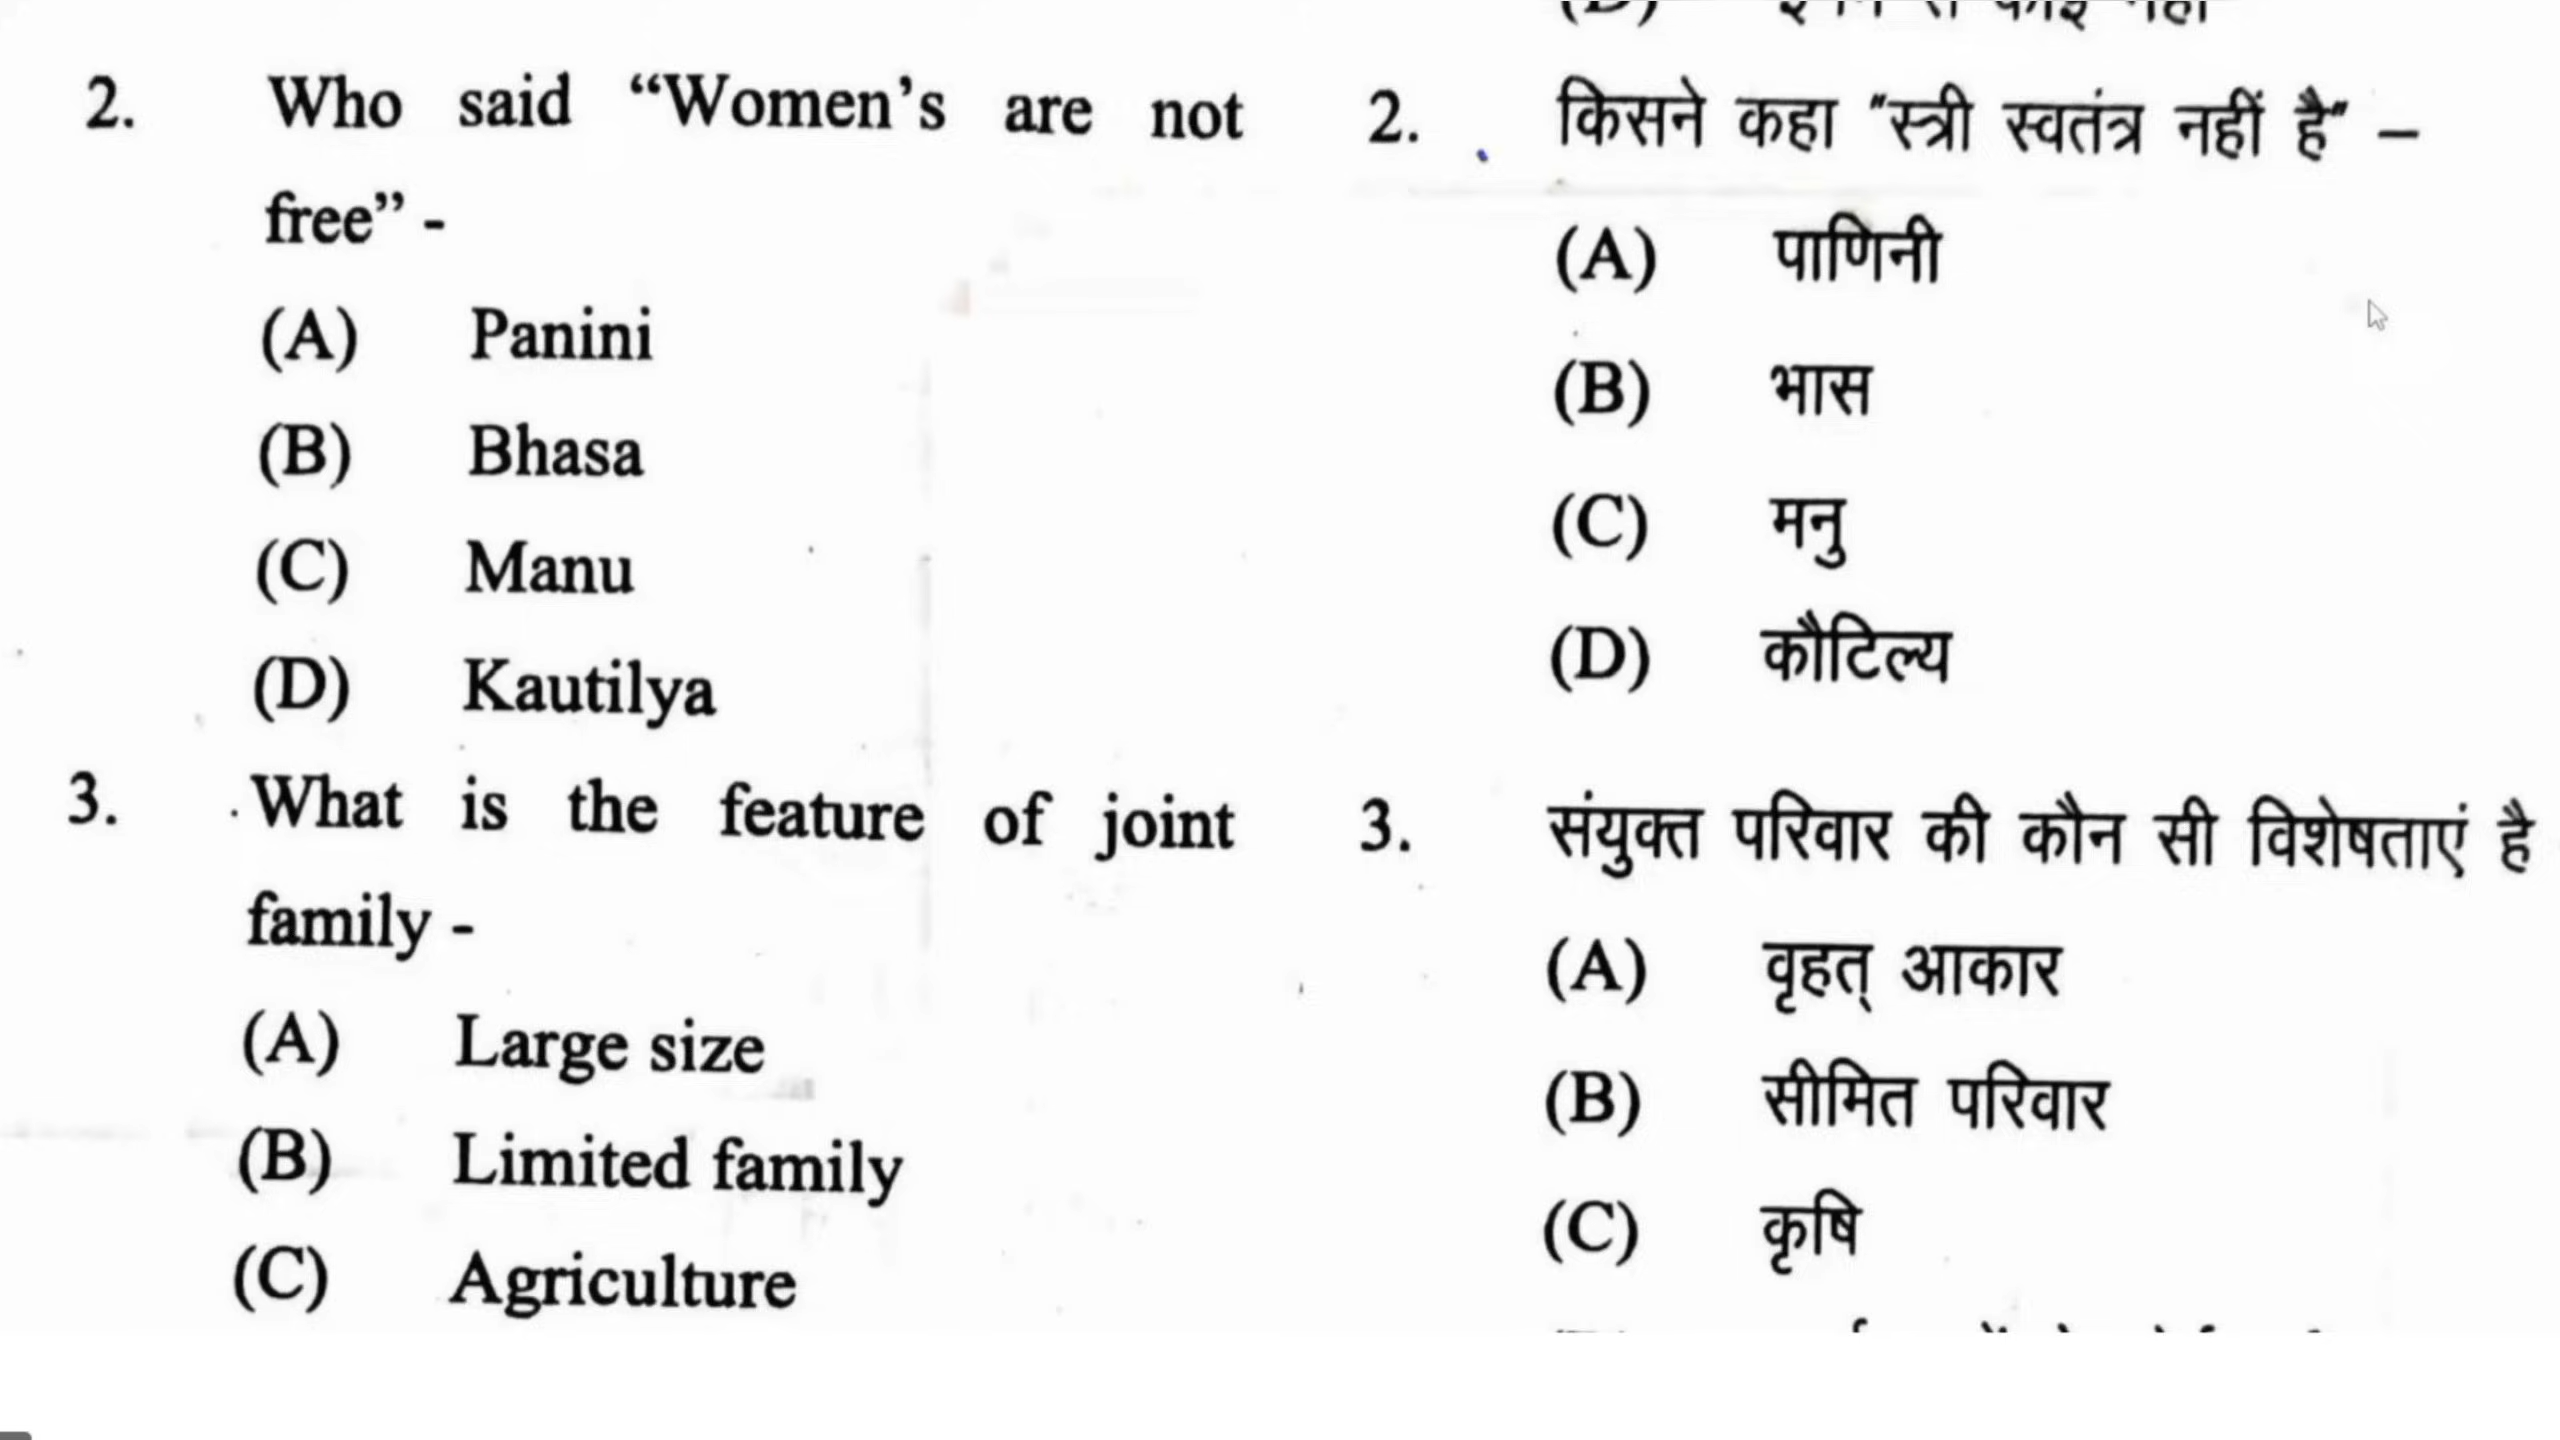 2. Who said “Women’s are not
free” -
(A) Panini
(B) Bhasa
(C) Manu
(D) Kautilya
3. What is the feature of joint
family -
(A) Large size
(B) Limited family
(C) Agriculture
2. किसने कहा "स्त्री स्वतंत्र नहीं है" –
(A) पाणिनी
(B) भास
(C) मनु
(D) कौटिल्य
3. संयुक्त परिवार की कौन सी विशेषताएं है
(A) वृहत् आकार
(B) सीमित परिवार
(C) कृषि